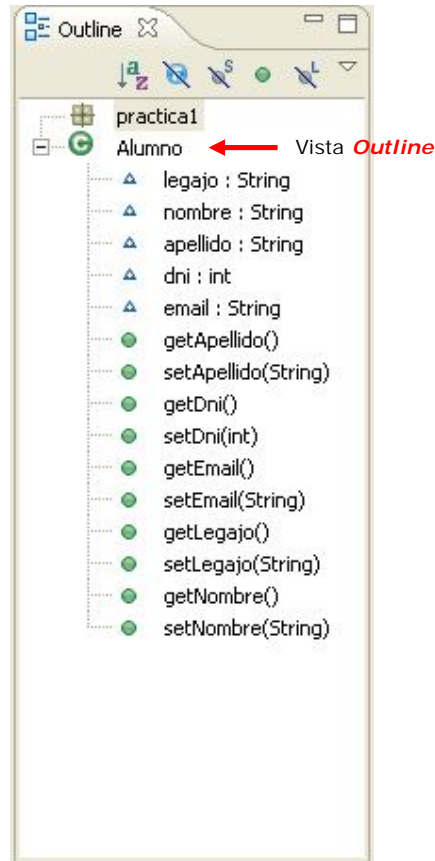 Outline
practica1
Alumno
Vista Outline
legajo : String
nombre : String
apellido : String
dni : int
email : String
getApellido()
setApellido(String)
getDni()
setDni(int)
getEmail()
setEmail(String)
getLegajo()
setLegajo(String)
getNombre()
setNombre(String)